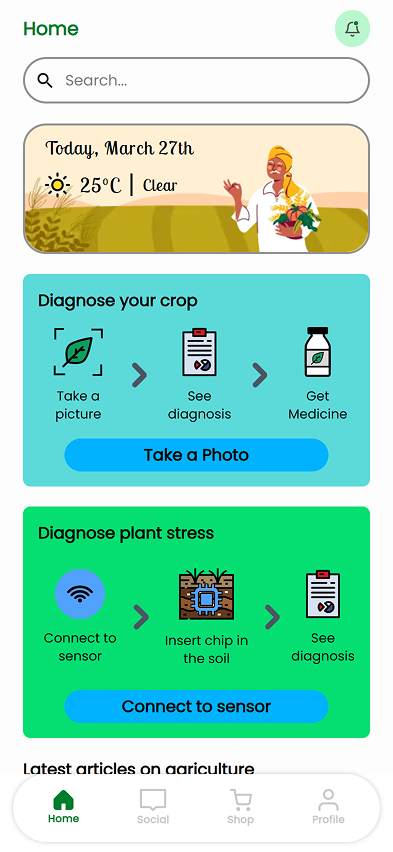 Home
Search...
Today, March 27th
25°C | Clear
Diagnose your crop
Take a
picture
See
diagnosis
Get
Medicine
Take a Photo
Diagnose plant stress
Connect to
sensor
Insert chip in
the soil
See
diagnosis
Connect to sensor
Latest articles on agriculture
Home
Social
Shop
Profile